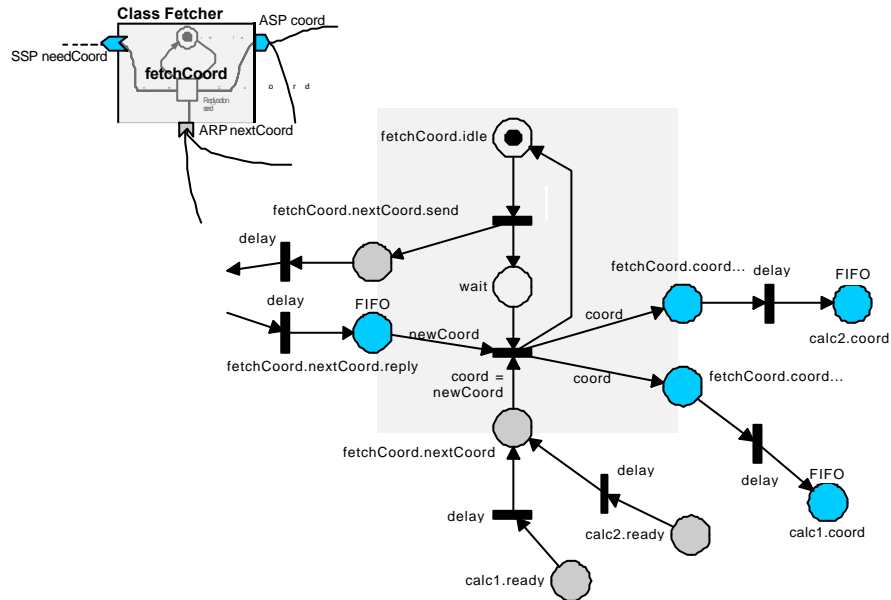 Class Fetcher
ASP coord
SSP needCoord
fetchCoord
o r d
ARP nextCoord
fetchCoord.idle
fetchCoord.nextCoord.send
delay
wait
fetchCoord.coord...
delay
FIFO
delay
FIFO
newCoord
coord
calc2.coord
fetchCoord.nextCoord.reply
coord =
newCoord
coord
fetchCoord.coord...
fetchCoord.nextCoord
delay
delay
FIFO
delay
calc2.ready
calc1.coord
calc1.ready